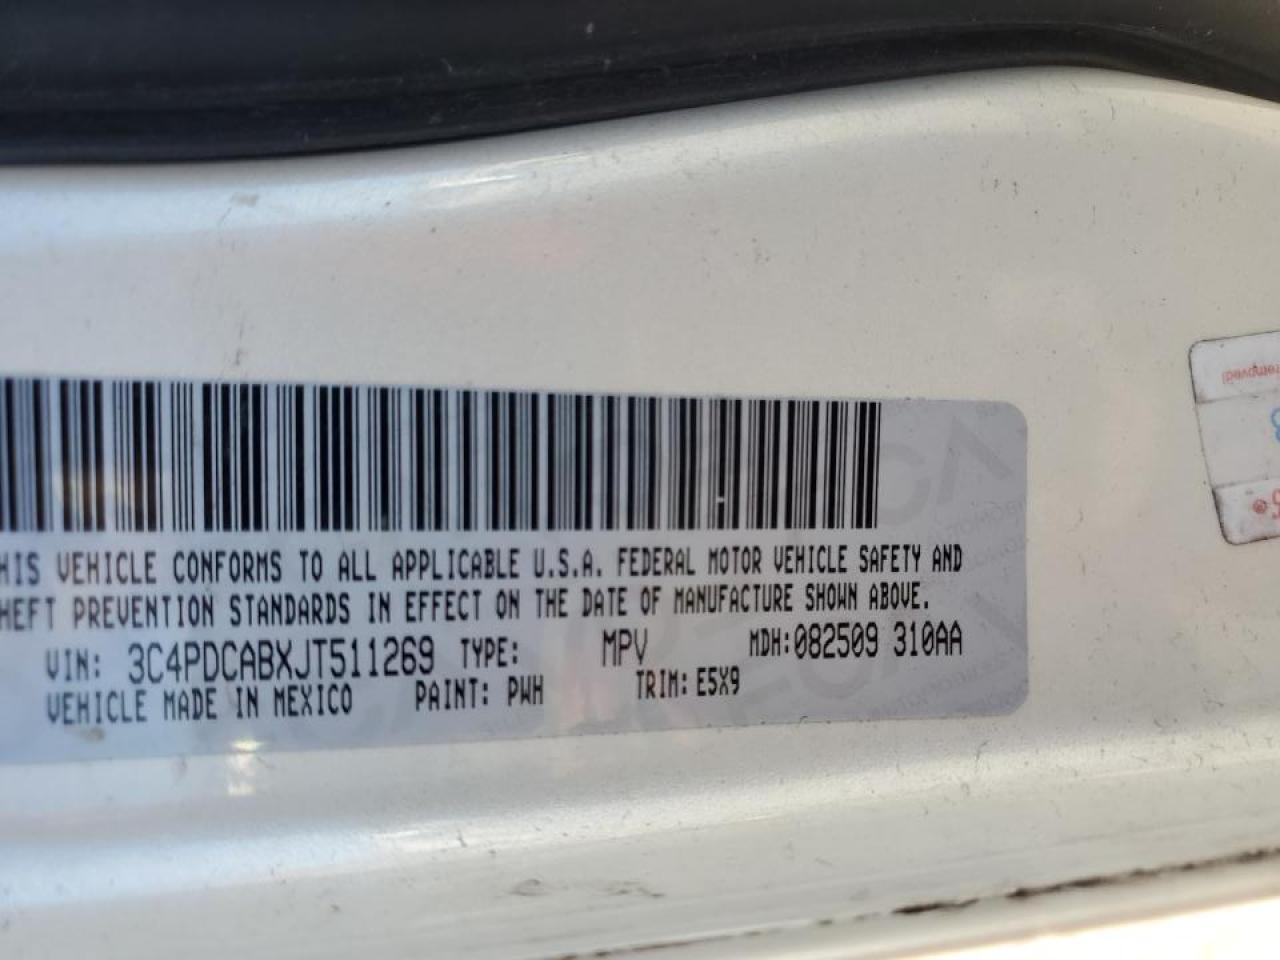 HIS VEHICLE CONFORMS TO ALL APPLICABLE U.S.A. FEDERAL MOTOR VEHICLE SAFETY AND
HEFT PREVENTION STANDARDS IN EFFECT ON THE DATE OF MANUFACTURE SHOWN ABOVE.
VIN: 3C4PDCABXJT511269 TYPE: MPV MDH:082509 310AA
VEHICLE MADE IN MEXICO PAINT: PWH TRIM: E5X9